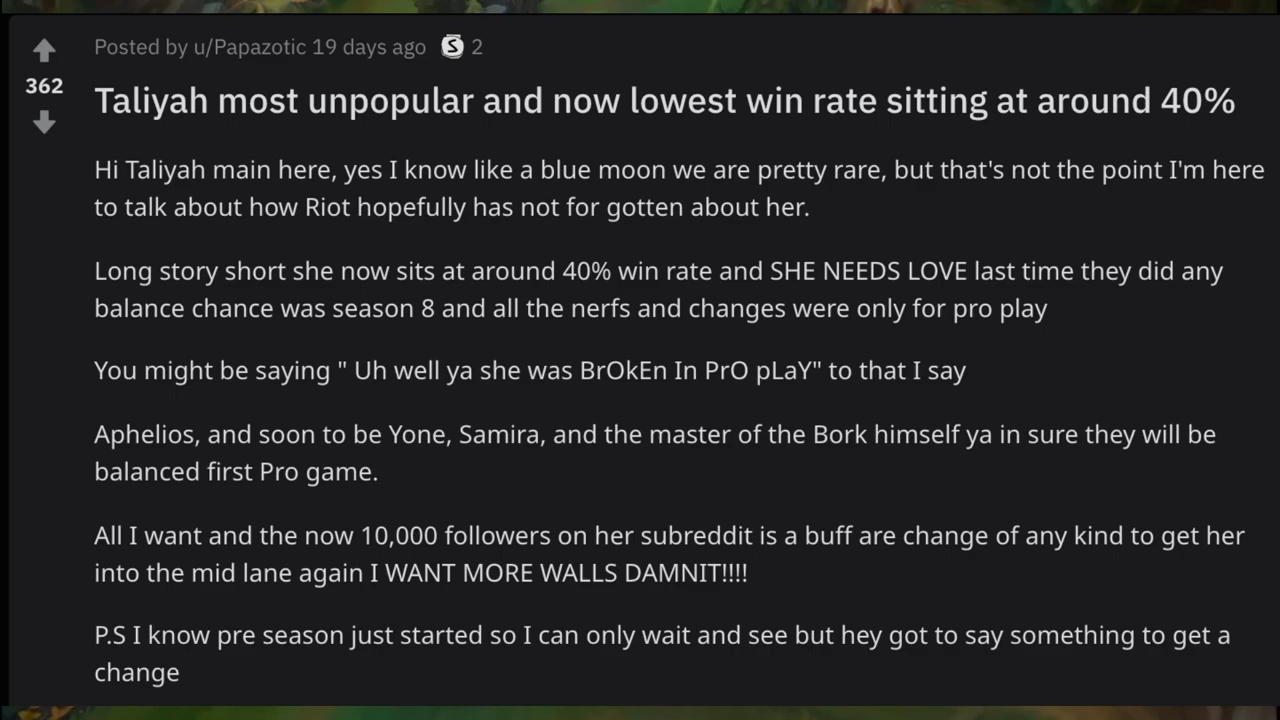 Posted by u/Papazotic 19 days ago S 2
362
Taliyah most unpopular and now lowest win rate sitting at around 40%
Hi Taliyah main here, yes I know like a blue moon we are pretty rare, but that's not the point I'm here
to talk about how Riot hopefully has not for gotten about her.
Long story short she now sits at around 40% win rate and SHE NEEDS LOVE last time they did any
balance chance was season 8 and all the nerfs and changes were only for pro play
You might be saying " Uh well ya she was BrOkEn In PrO pLaY" to that I say
Aphelios, and soon to be Yone, Samira, and the master of the Bork himself ya in sure they will be
balanced first Pro game.
All I want and the now 10,000 followers on her subreddit is a buff are change of any kind to get her
into the mid lane again I WANT MORE WALLS DAMNIT!!!!
P.S I know pre season just started so I can only wait and see but hey got to say something to get a
change